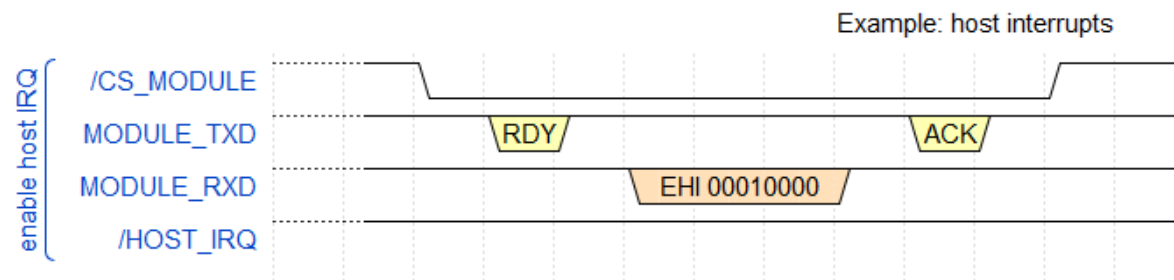 Example: host interrupts
enable host IRQ
/CS_MODULE
MODULE_TXD
RDY
ACK
MODULE_RXD
EHI 00010000
/HOST_IRQ